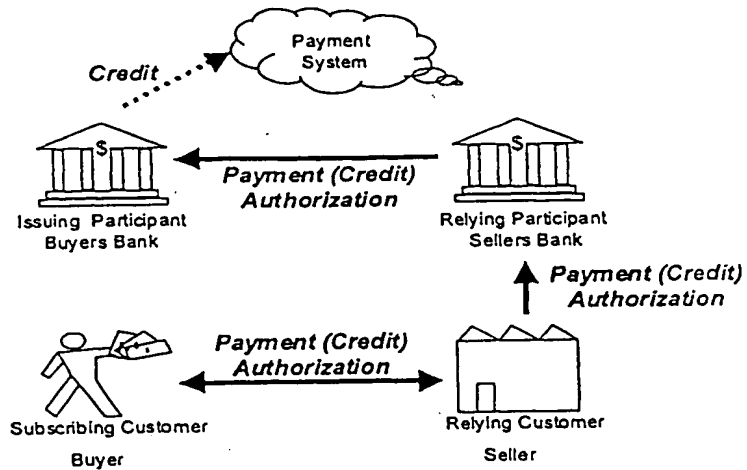 Payment
System
Credit
$
$
Payment (Credit)
Authorization
Issuing Participant
Buyers Bank
Relying Participant
Sellers Bank
Payment (Credit)
Authorization
Payment (Credit)
Authorization
Subscribing Customer
Buyer
Relying Customer
Seller